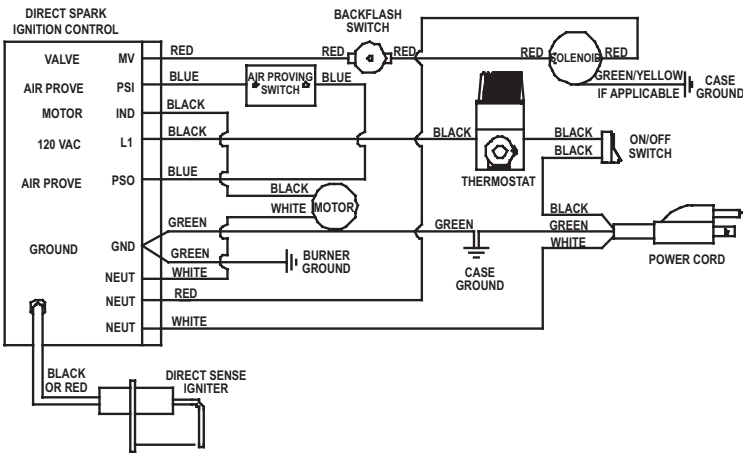 DIRECT SPARK
IGNITION CONTROL
BACKFLASH
SWITCH
VALVE MV RED RED RED RED SOLENOID RED
GREEN/YELLOW
IF APPLICABLE
CASE
GROUND
AIR PROVE PSI BLUE AIR PROVING
SWITCH BLUE
MOTOR IND BLACK
120 VAC L1 BLACK BLACK BLACK
BLACK
ON/OFF
SWITCH
THERMOSTAT
AIR PROVE PSO BLUE
BLACK
WHITE MOTOR
BLACK
GREEN GREEN GREEN
WHITE
POWER CORD
GROUND GND
GREEN BURNER
GROUND
CASE
GROUND
NEUT WHITE
NEUT RED
NEUT WHITE
BLACK
OR RED
DIRECT SENSE
IGNITER